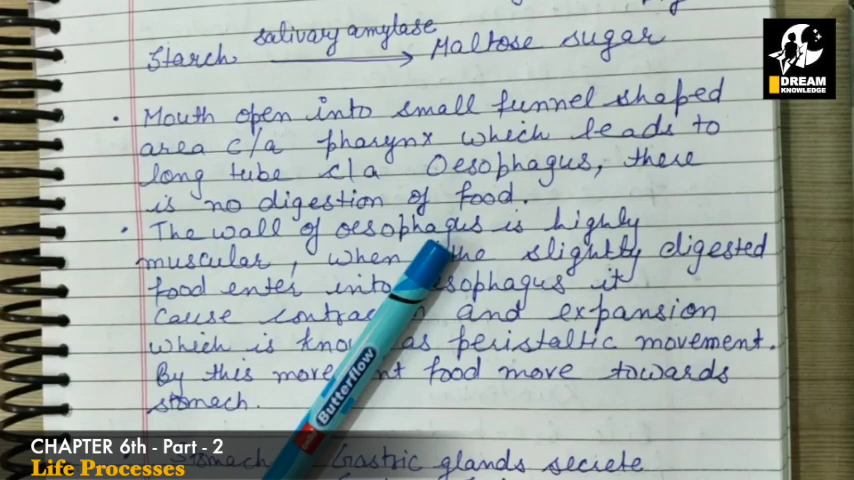 salivary amylase
Starch → Maltose sugar
DREAM
KNOWLEDGE
• Mouth open into small funnel shaped
area c/a pharynx which leads to
long tube c/a Oesophagus, there
is no digestion of food.
• The wall of oesophagus is highly
muscular, when the slightly digested
food enter into oesophagus it
cause contraction and expansion
which is known as peristaltic movement.
By this movement food move towards
stomach.
Butterflow
CHAPTER 6th - Part - 2
Life Processes
Stomach Gastric glands secrete